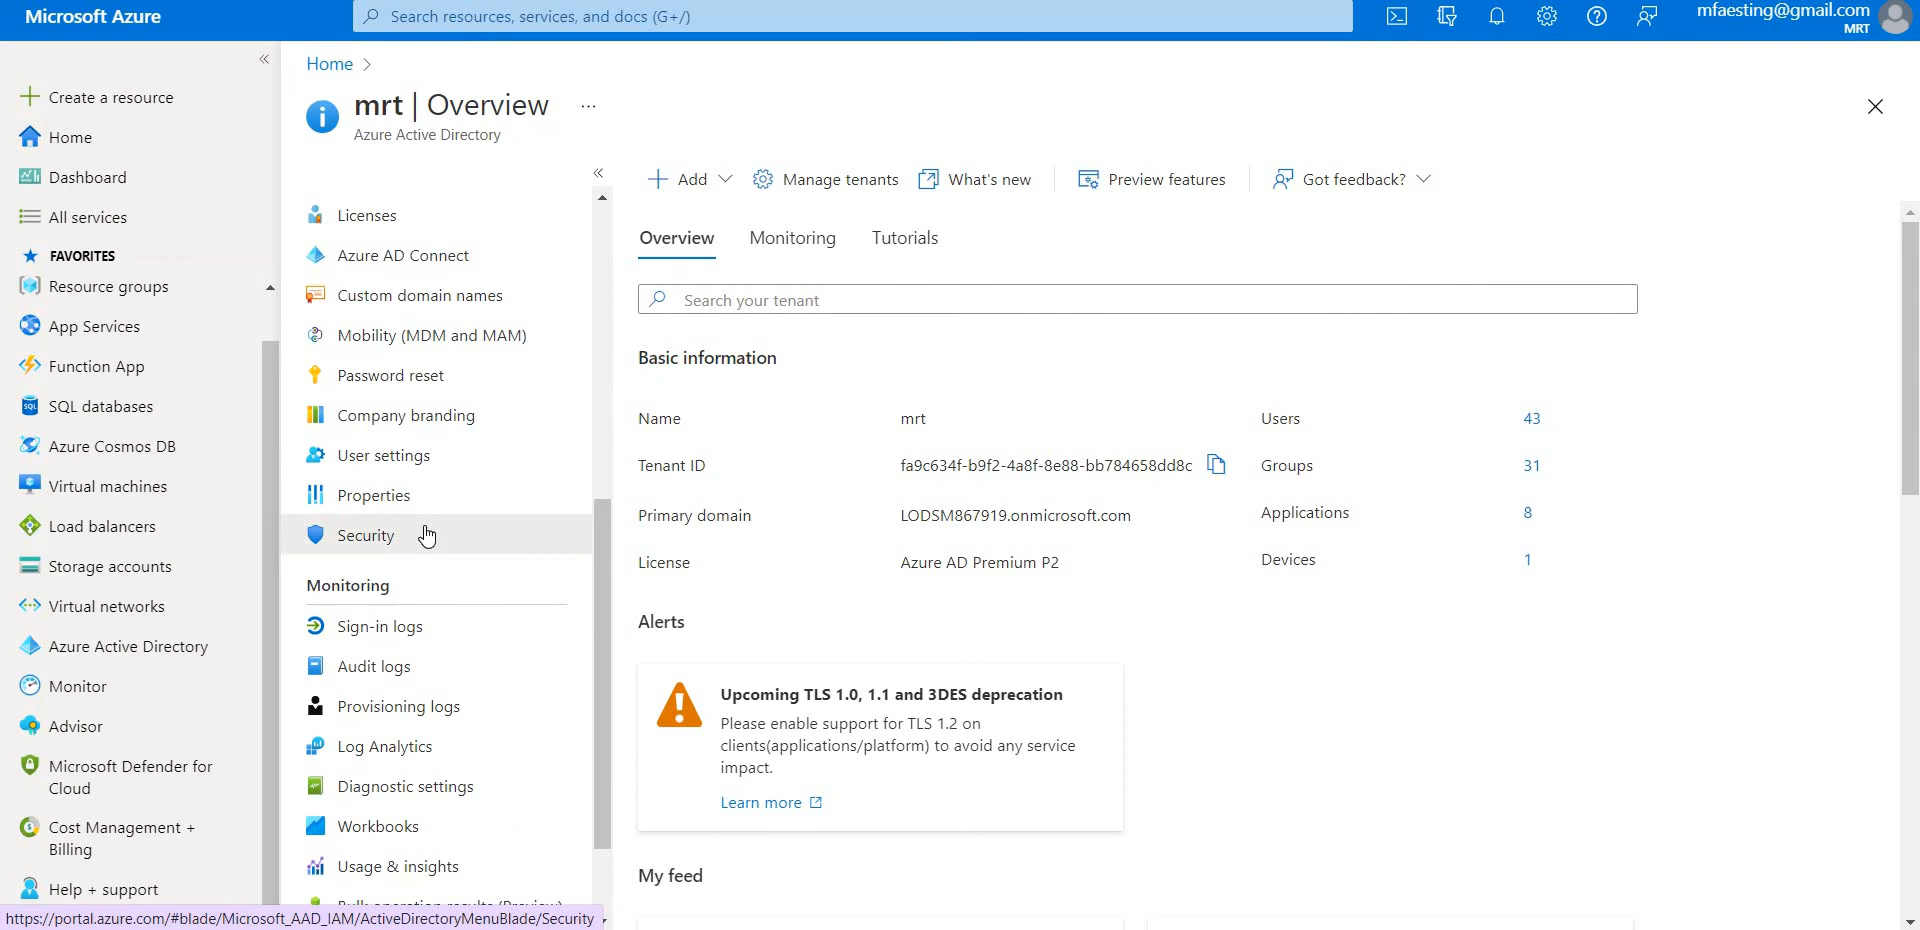 Microsoft Azure
Search resources, services, and docs (G+/)
mfaesting@gmail.com
MRT
Create a resource
Home
Dashboard
All services
FAVORITES
Resource groups
App Services
Function App
SQL databases
Azure Cosmos DB
Virtual machines
Load balancers
Storage accounts
Virtual networks
Azure Active Directory
Monitor
Advisor
Microsoft Defender for
Cloud
Cost Management +
Billing
Help + support
Home
mrt | Overview
Azure Active Directory
Licenses
Azure AD Connect
Custom domain names
Mobility (MDM and MAM)
Password reset
Company branding
User settings
Properties
Security
Monitoring
Sign-in logs
Audit logs
Provisioning logs
Log Analytics
Diagnostic settings
Workbooks
Usage & insights
Bulk operation results (Preview)
https://portal.azure.com/#blade/Microsoft_AAD_IAM/ActiveDirectoryMenuBlade/Security
Add
Manage tenants
What's new
Preview features
Got feedback?
Overview
Monitoring
Tutorials
Search your tenant
Basic information
Name mrt Users 43
Tenant ID fa9c634f-b9f2-4a8f-8e88-bb784658dd8c Groups 31
Primary domain LODSM867919.onmicrosoft.com Applications 8
License Azure AD Premium P2 Devices 1
Alerts
Upcoming TLS 1.0, 1.1 and 3DES deprecation
Please enable support for TLS 1.2 on
clients(applications/platform) to avoid any service
impact.
Learn more
My feed